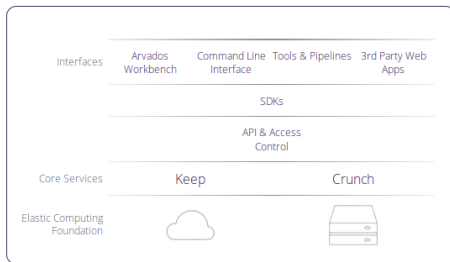 Interfaces
Arvados
Workbench
Command Line
Interface
Tools & Pipelines
3rd Party Web
Apps
SDKs
API & Access
Control
Core Services
Keep
Crunch
Elastic Computing
Foundation